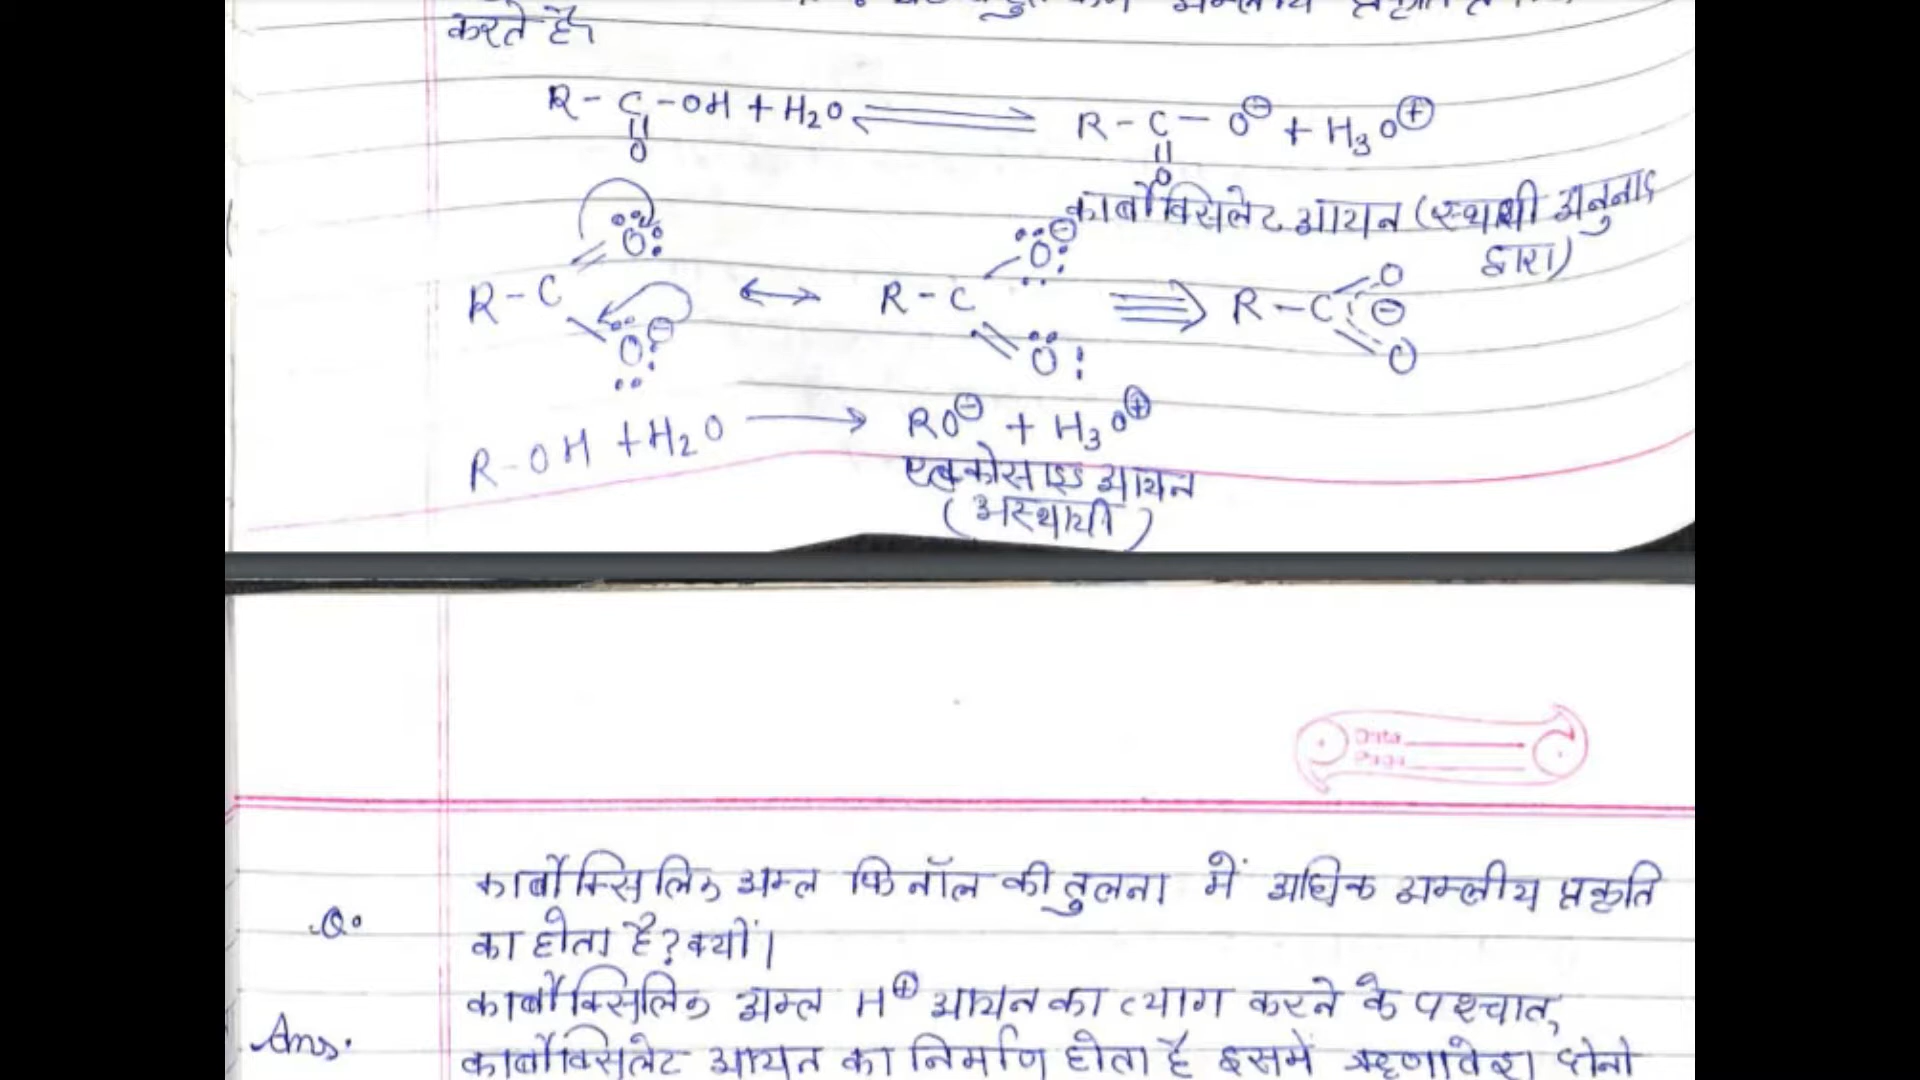 करते है।
R - C - OH + H2O ⇌ R - C - O⊖ + H3O⊕
|| ||
O O
कार्बोक्सिलेट आयन (स्थायी अनुनाद
द्वारा)
R - C O O⊖ ↔ R - C O⊖ O ⇛ R - C O ⊖ O
R-OH + H2O → RO⊖ + H3O⊕
एल्कोसाइड आयन
(अस्थायी)
Date
Page
Q. कार्बोक्सिलिक अम्ल फिनॉल की तुलना में अधिक अम्लीय प्रकृति
का होता है? क्यों।
कार्बोक्सिलिक अम्ल H⊕ आयन का त्याग करने के पश्चात,
Ans. कार्बोक्सिलेट आयन का निर्माण होता है इसमें ऋणावेश दोनो